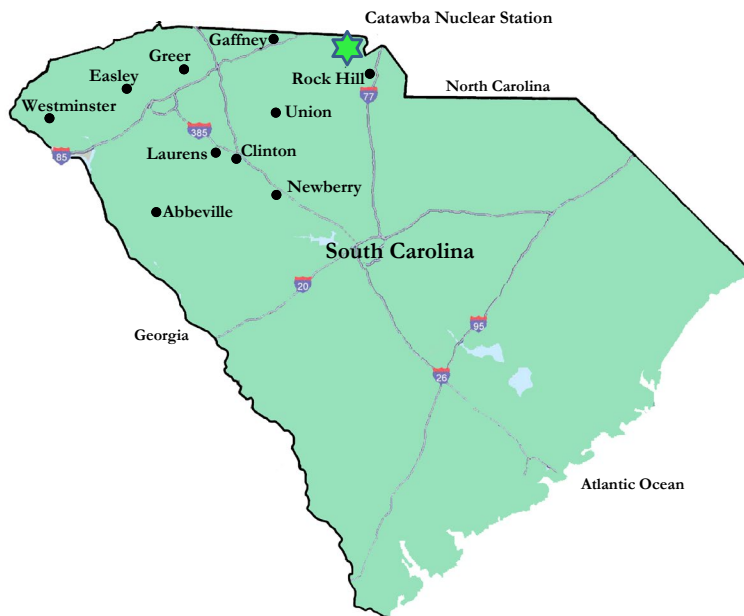 Catawba Nuclear Station
Gaffney
Greer
Rock Hill
Easley
North Carolina
77
Westminster
Union
385
Laurens
Clinton
85
Newberry
Abbeville
South Carolina
20
Georgia
95
26
Atlantic Ocean